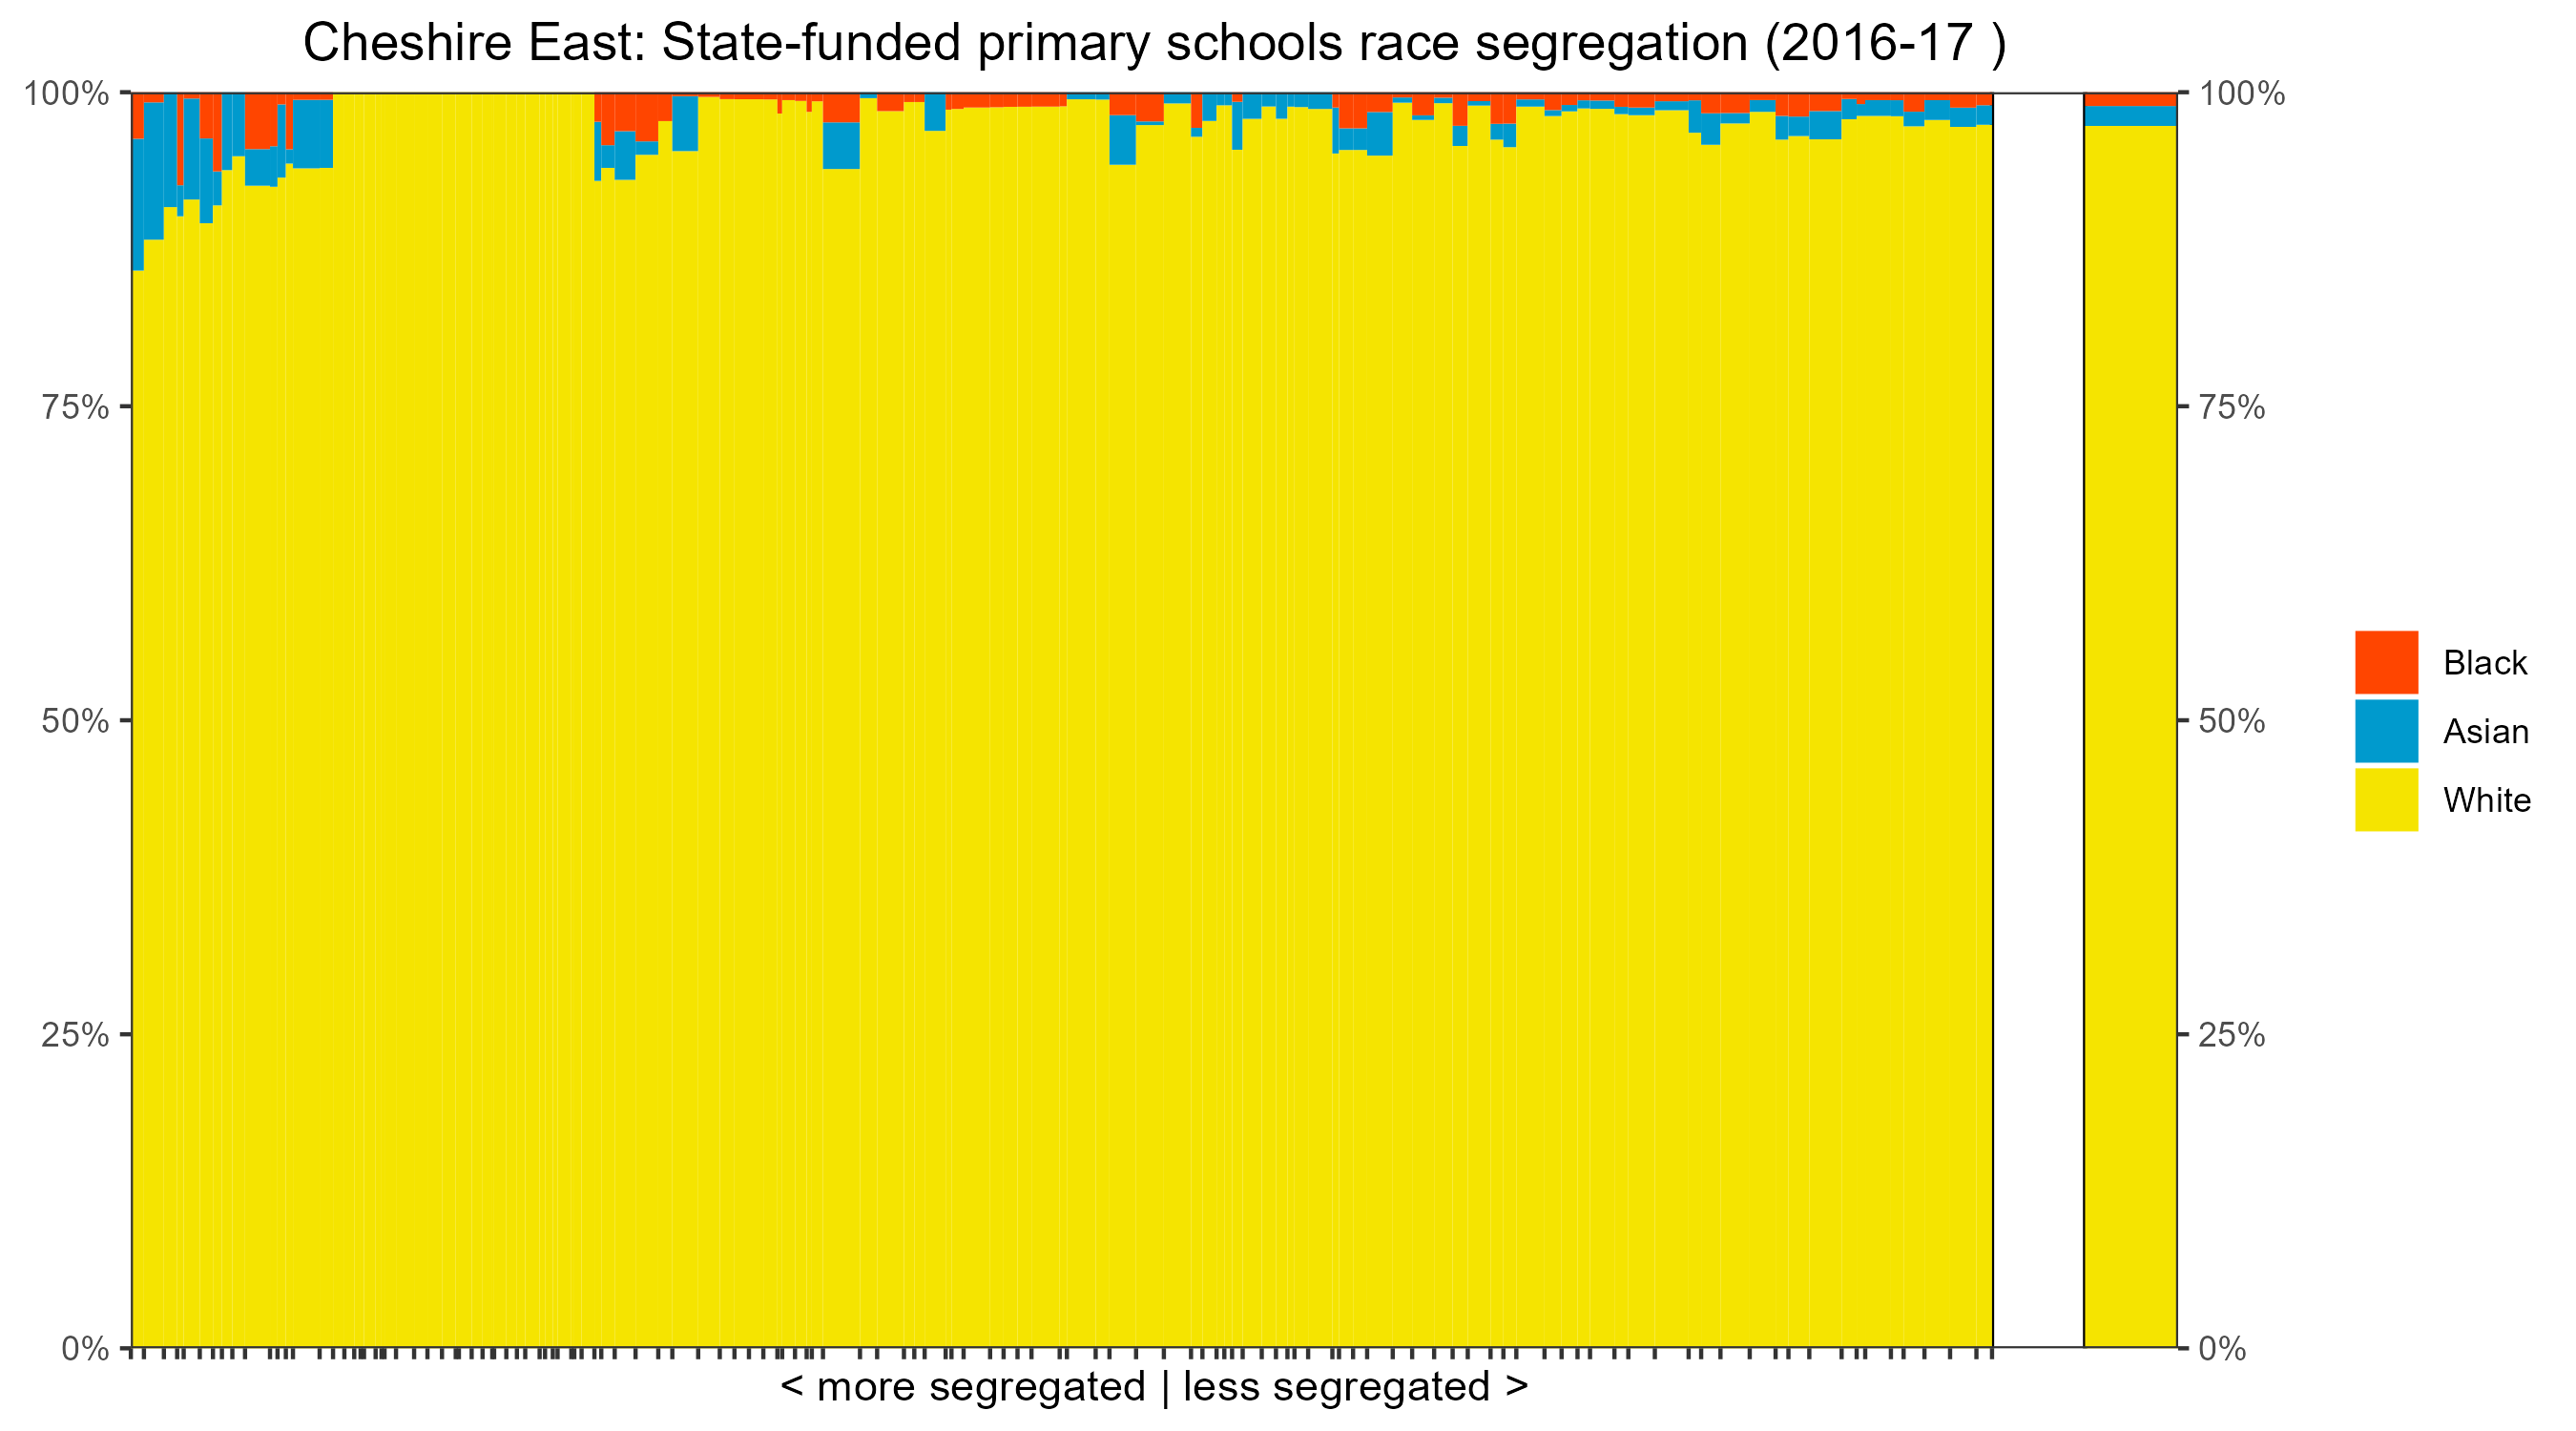 Cheshire East: State-funded primary schools race segregation (2016-17 )
100%
75%
50%
25%
0%
100%
75%
50%
25%
0%
Black
Asian
White
< more segregated | less segregated >